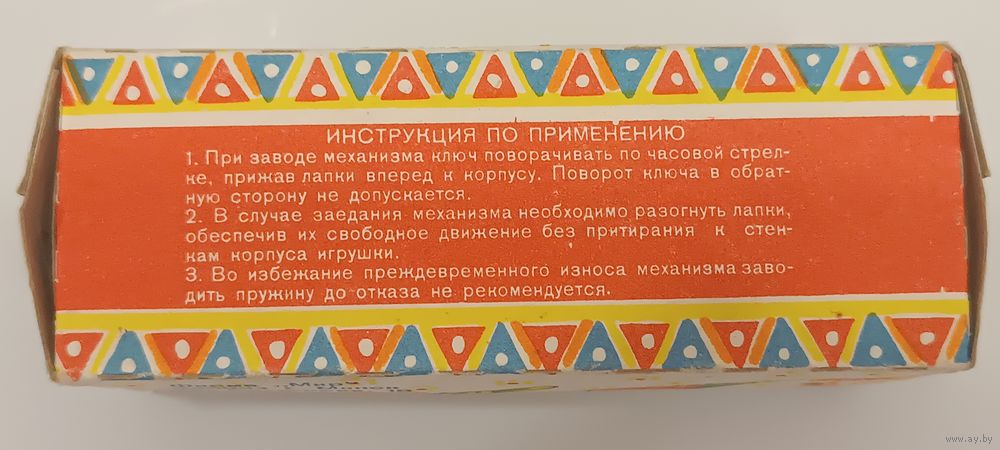 ИНСТРУКЦИЯ ПО ПРИМЕНЕНИЮ
1. При заводе механизма ключ поворачивать по часовой стрел-
ке, прижав лапки вперед к корпусу. Поворот ключа в обрат-
ную сторону не допускается.
2. В случае заедания механизма необходимо разогнуть лапки,
обеспечив их свободное движение без притирания к стен-
кам корпуса игрушки.
3. Во избежание преждевременного износа механизма заво-
дить пружину до отказа не рекомендуется.
www.ay.by